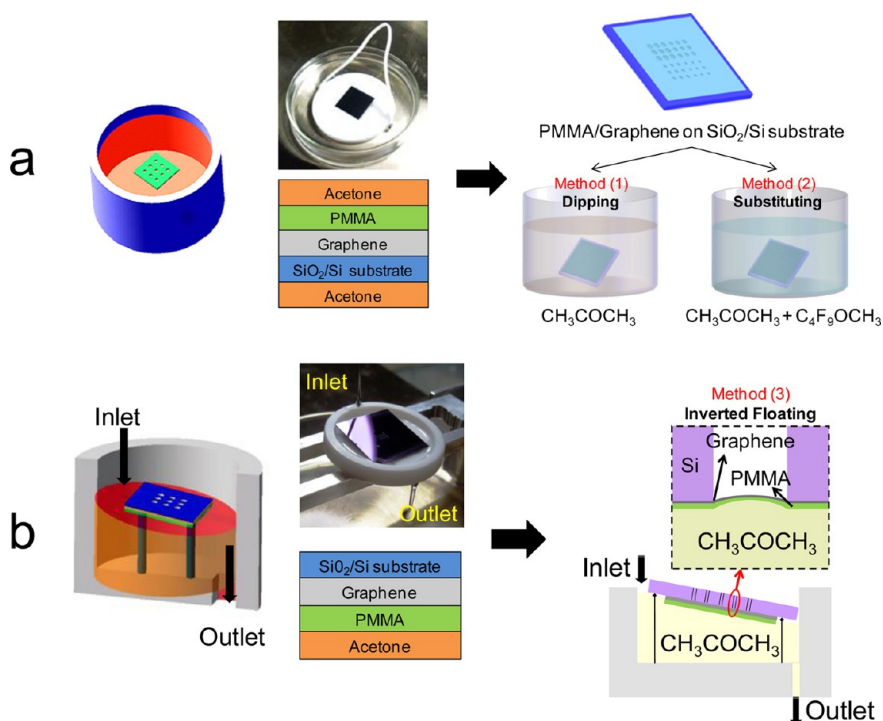 a
Acetone
PMMA
Graphene
SiO₂/Si substrate
Acetone
PMMA/Graphene on SiO₂/Si substrate
Method (1)
Dipping
CH₃COCH₃
Method (2)
Substituting
CH₃COCH₃ + C₄F₉OCH₃
b
Inlet
Outlet
Inlet
Outlet
SiO₂/Si substrate
Graphene
PMMA
Acetone
Method (3)
Inverted Floating
Graphene
Si
PMMA
CH₃COCH₃
Inlet
CH₃COCH₃
Outlet